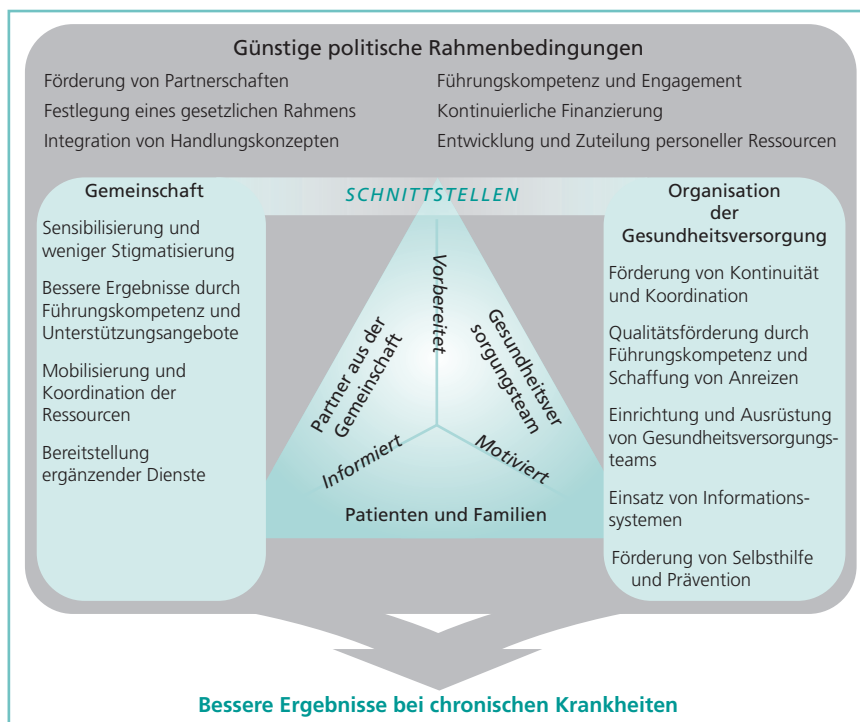 Günstige politische Rahmenbedingungen
Förderung von Partnerschaften
Festlegung eines gesetzlichen Rahmens
Integration von Handlungskonzepten
Führungskompetenz und Engagement
Kontinuierliche Finanzierung
Entwicklung und Zuteilung personeller Ressourcen
Gemeinschaft
Sensibilisierung und
weniger Stigmatisierung
Bessere Ergebnisse durch
Führungskompetenz und
Unterstützungsangebote
Mobilisierung und
Koordination der
Ressourcen
Bereitstellung
ergänzender Dienste
SCHNITTSTELLEN
Partner aus der
Gemeinschaft
Vorbereitet
Gesundheitsver
sorgungsteam
Informiert
Motiviert
Patienten und Familien
Organisation
der
Gesundheitsversorgung
Förderung von Kontinuität
und Koordination
Qualitätsförderung durch
Führungskompetenz und
Schaffung von Anreizen
Einrichtung und Ausrüstung
von Gesundheitsversorgungs-
teams
Einsatz von Informations-
systemen
Förderung von Selbsthilfe
und Prävention
Bessere Ergebnisse bei chronischen Krankheiten